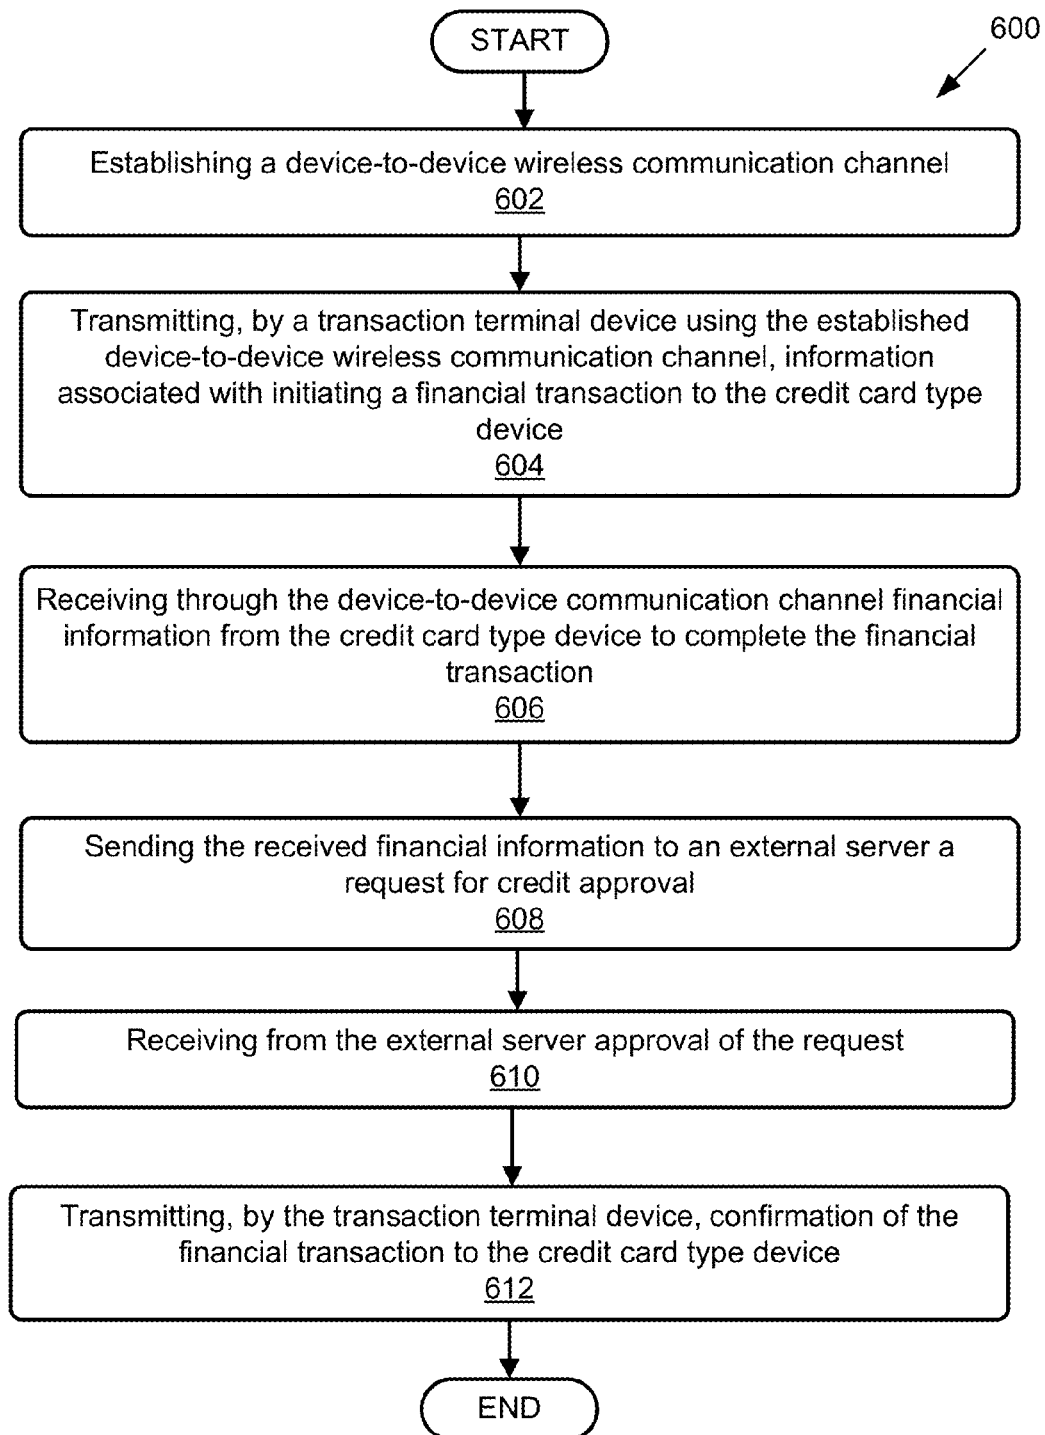 START
600
Establishing a device-to-device wireless communication channel
602
Transmitting, by a transaction terminal device using the established
device-to-device wireless communication channel, information
associated with initiating a financial transaction to the credit card type
device
604
Receiving through the device-to-device communication channel financial
information from the credit card type device to complete the financial
transaction
606
Sending the received financial information to an external server a
request for credit approval
608
Receiving from the external server approval of the request
610
Transmitting, by the transaction terminal device, confirmation of the
financial transaction to the credit card type device
612
END